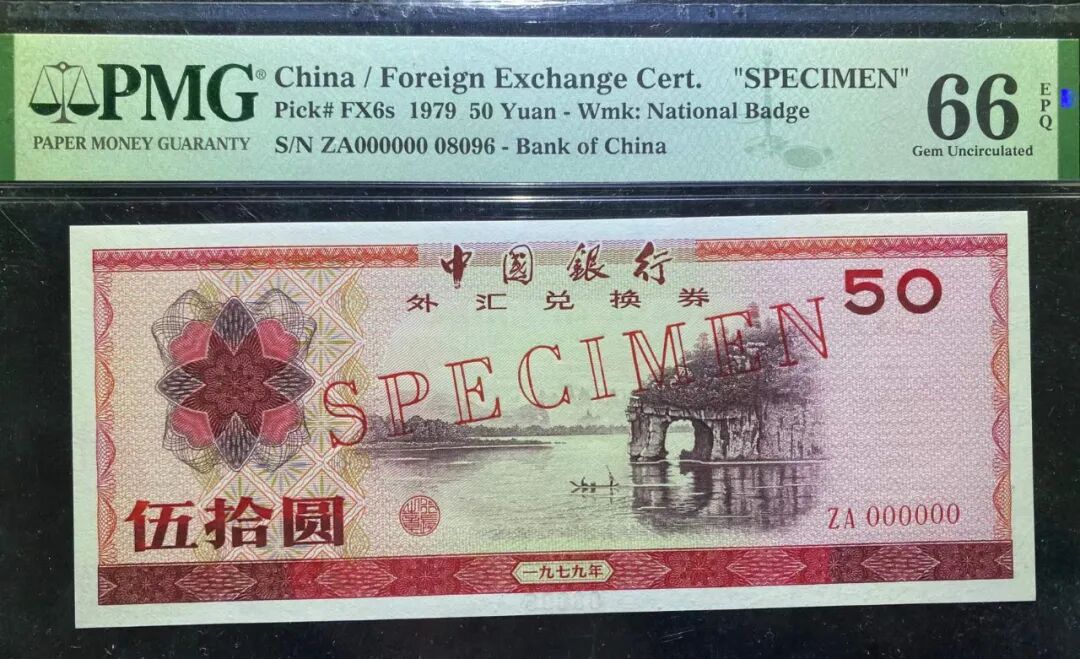 PMG® China / Foreign Exchange Cert. "SPECIMEN" 66 EPQ
Pick# FX6s 1979 50 Yuan - Wmk: National Badge
PAPER MONEY GUARANTY S/N ZA000000 08096 - Bank of China Gem Uncirculated
中國銀行
外汇兑换券
50
SPECIMEN
伍拾圆
ZA 000000
一九七九年